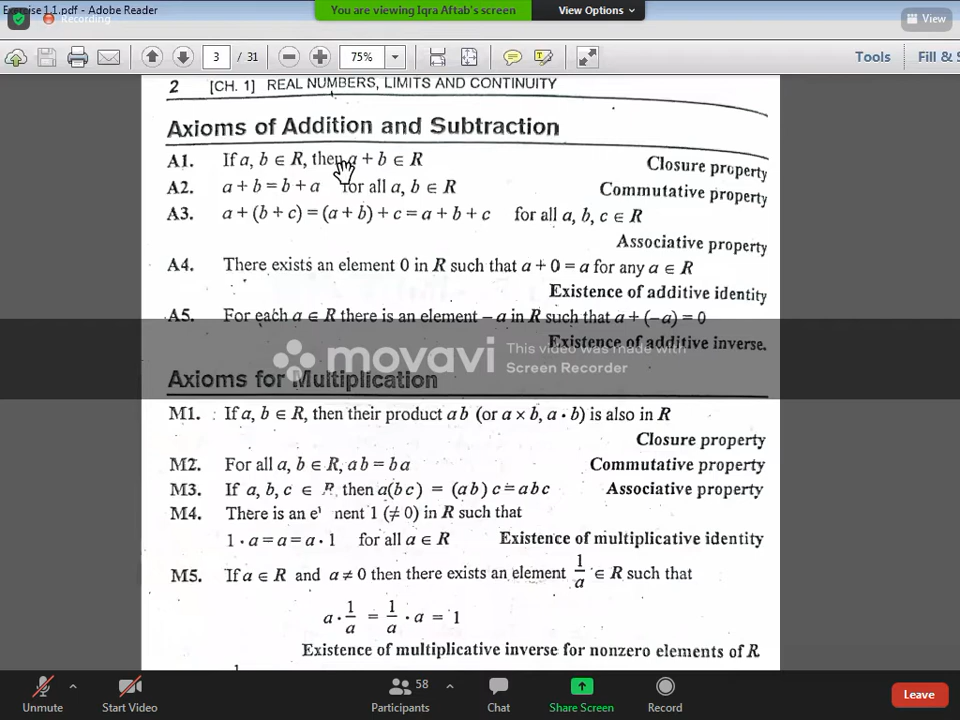 Exercise 1.1.pdf - Adobe Reader
Recording
You are viewing Iqra Aftab's screen
View Options
View
3 / 31
75%
Tools
Fill & S
2 [CH. 1] REAL NUMBERS, LIMITS AND CONTINUITY
Axioms of Addition and Subtraction
A1. If a, b ∈ R, then a + b ∈ R
Closure property
A2. a + b = b + a for all a, b ∈ R
Commutative property
A3. a + (b + c) = (a + b) + c = a + b + c for all a, b, c ∈ R
Associative property
A4. There exists an element 0 in R such that a + 0 = a for any a ∈ R
Existence of additive identity
A5. For each a ∈ R there is an element – a in R such that a + (–a) = 0
Existence of additive inverse.
movavi
This video was made with
Screen Recorder
Axioms for Multiplication
M1. If a, b ∈ R, then their product ab (or a × b, a · b) is also in R
Closure property
M2. For all a, b ∈ R, ab = ba
Commutative property
M3. If a, b, c ∈ R, then a(bc) = (ab) c = abc
Associative property
M4. There is an e nent 1 (≠ 0) in R such that
1 · a = a = a · 1 for all a ∈ R
Existence of multiplicative identity
M5. If a ∈ R and a ≠ 0 then there exists an element 1/a ∈ R such that
a · 1/a = 1/a · a = 1
Existence of multiplicative inverse for nonzero elements of R
Unmute
Start Video
58
Participants
Chat
Share Screen
Record
Leave